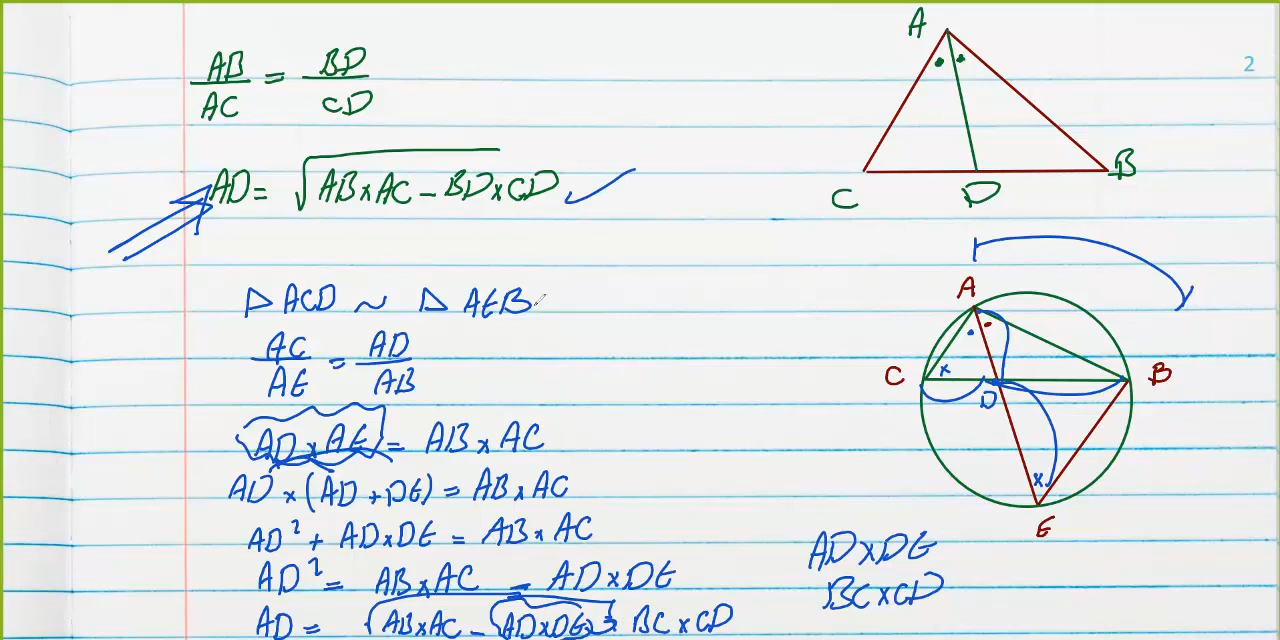 AB/AC = BD/CD
AD = √AB×AC - BD×CD ✓
△ ACD ~ △ AEB
AC/AE = AD/AB
AD × AE = AB × AC
AD × (AD + DE) = AB × AC
AD² + AD×DE = AB × AC
AD² = AB×AC - AD×DE
AD = √AB×AC - AD×DE = BC×CD
2
A
C
D
B
A
C
x
D
B
x
E
AD×DE
BC×CD